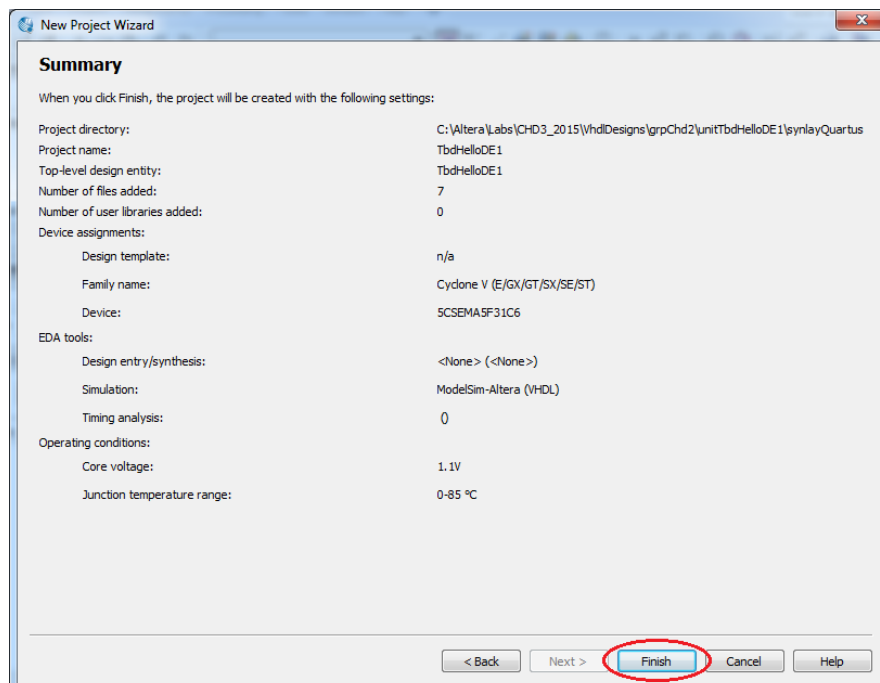 New Project Wizard
Summary
When you click Finish, the project will be created with the following settings:
Project directory: C:\Altera\Labs\CHD3_2015\VhdlDesigns\grpChd2\unitTbdHelloDE1\synlayQuartus
Project name: TbdHelloDE1
Top-level design entity: TbdHelloDE1
Number of files added: 7
Number of user libraries added: 0
Device assignments:
Design template: n/a
Family name: Cyclone V (E/GX/GT/SX/SE/ST)
Device: 5CSEMA5F31C6
EDA tools:
Design entry/synthesis: <None> (<None>)
Simulation: ModelSim-Altera (VHDL)
Timing analysis: ()
Operating conditions:
Core voltage: 1.1V
Junction temperature range: 0-85 ºC
< Back Next > Finish Cancel Help